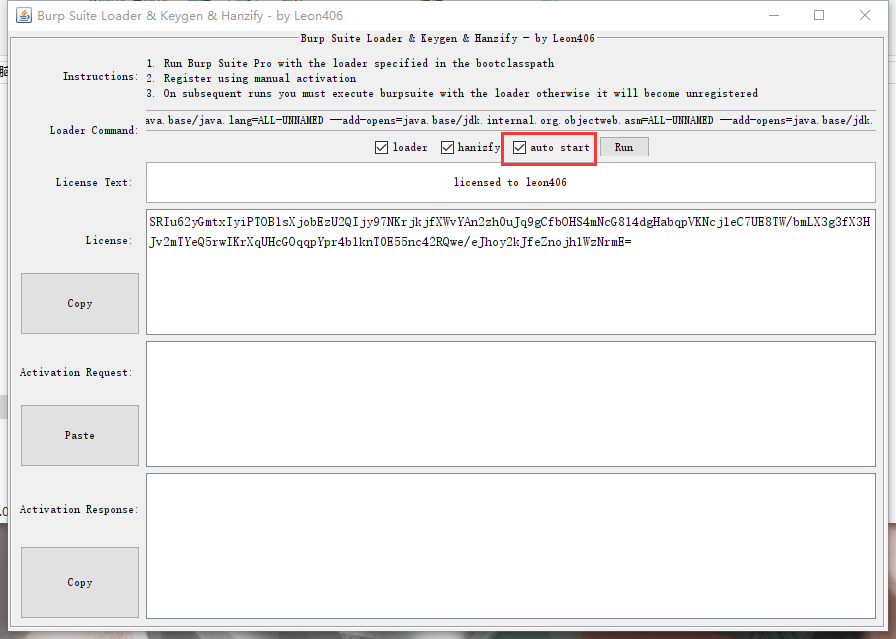 Burp Suite Loader & Keygen & Hanzify - by Leon406
Burp Suite Loader & Keygen & Hanzify - by Leon406
Instructions:
1. Run Burp Suite Pro with the loader specified in the bootclasspath
2. Register using manual activation
3. On subsequent runs you must execute burpsuite with the loader otherwise it will become unregistered
Loader Command:
ava.base/java.lang=ALL-UNNAMED --add-opens=java.base/jdk.internal.org.objectweb.asm=ALL-UNNAMED --add-opens=java.base/jdk.
loader hanizfy auto start Run
License Text:
licensed to leon406
License:
Copy
Activation Request:
Paste
Activation Response:
Copy